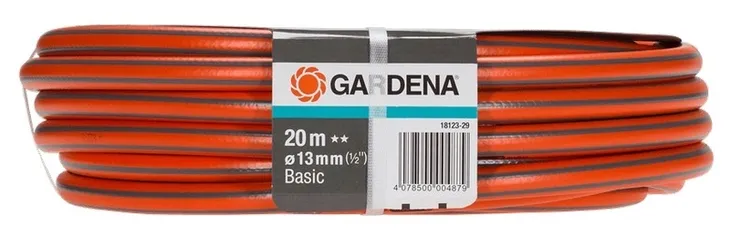 GARDENA
20 m ★★
ø 13 mm (½")
Basic
18123-29
4 078500 004879